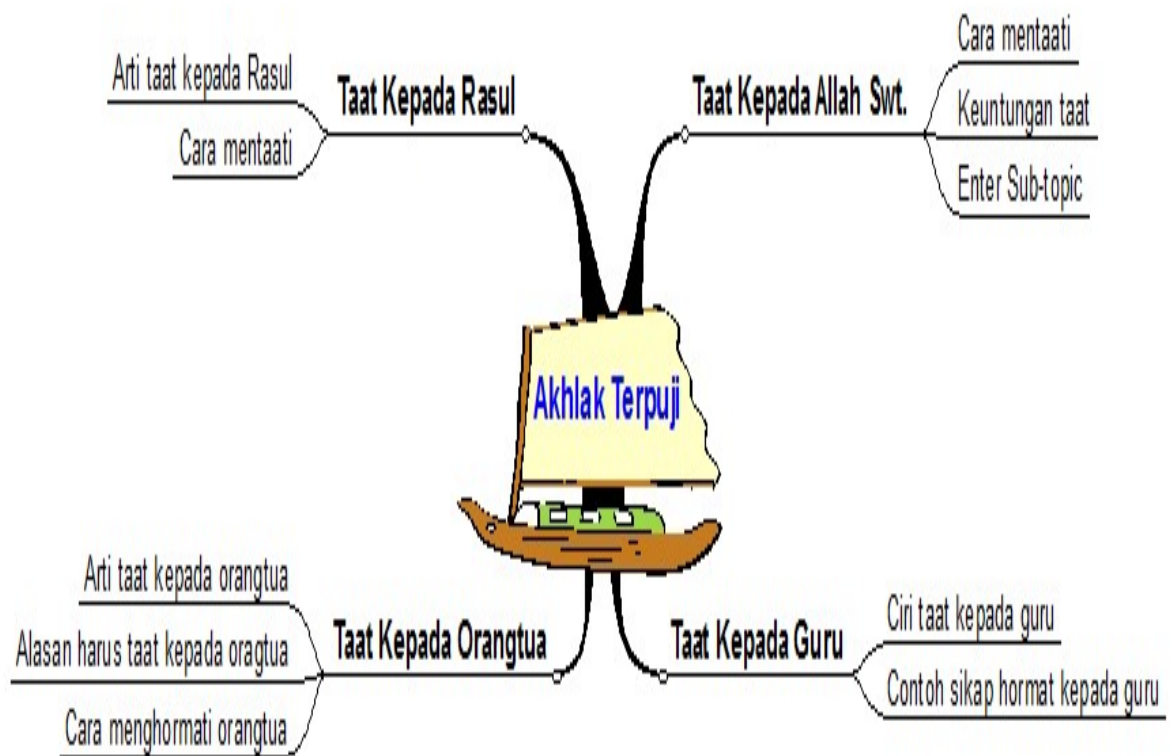 Taat Kepada Rasul
Arti taat kepada Rasul
Cara mentaati
Taat Kepada Allah Swt.
Cara mentaati
Keuntungan taat
Enter Sub-topic
Akhlak Terpuji
Taat Kepada Orangtua
Arti taat kepada orangtua
Alasan harus taat kepada oragtua
Cara menghormati orangtua
Taat Kepada Guru
Ciri taat kepada guru
Contoh sikap hormat kepada guru